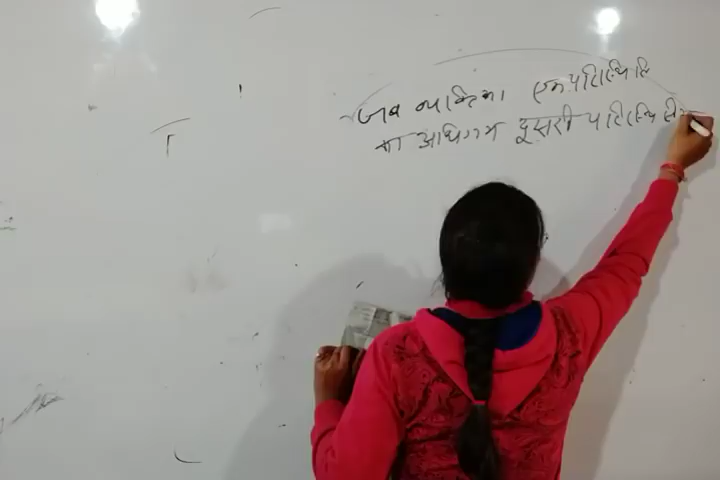 जब व्यक्ति का एक परिस्थिति
का अधिगम दूसरी परिस्थिति